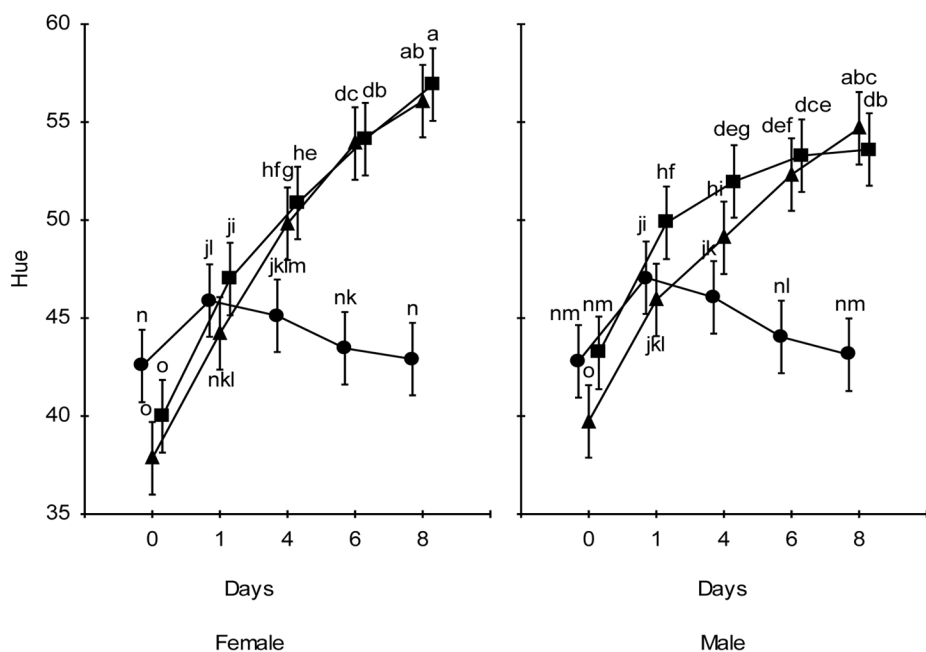 60
55
50
45
40
35
Hue
n
o
o
jl
ji
nkl
hfg
he
jklm
dc
db
nk
ab
a
n
0 1 4 6 8
Days
Female
nm
nm
o
ji
hf
jkl
deg
hi
jk
def
dce
nl
abc
db
nm
0 1 4 6 8
Days
Male